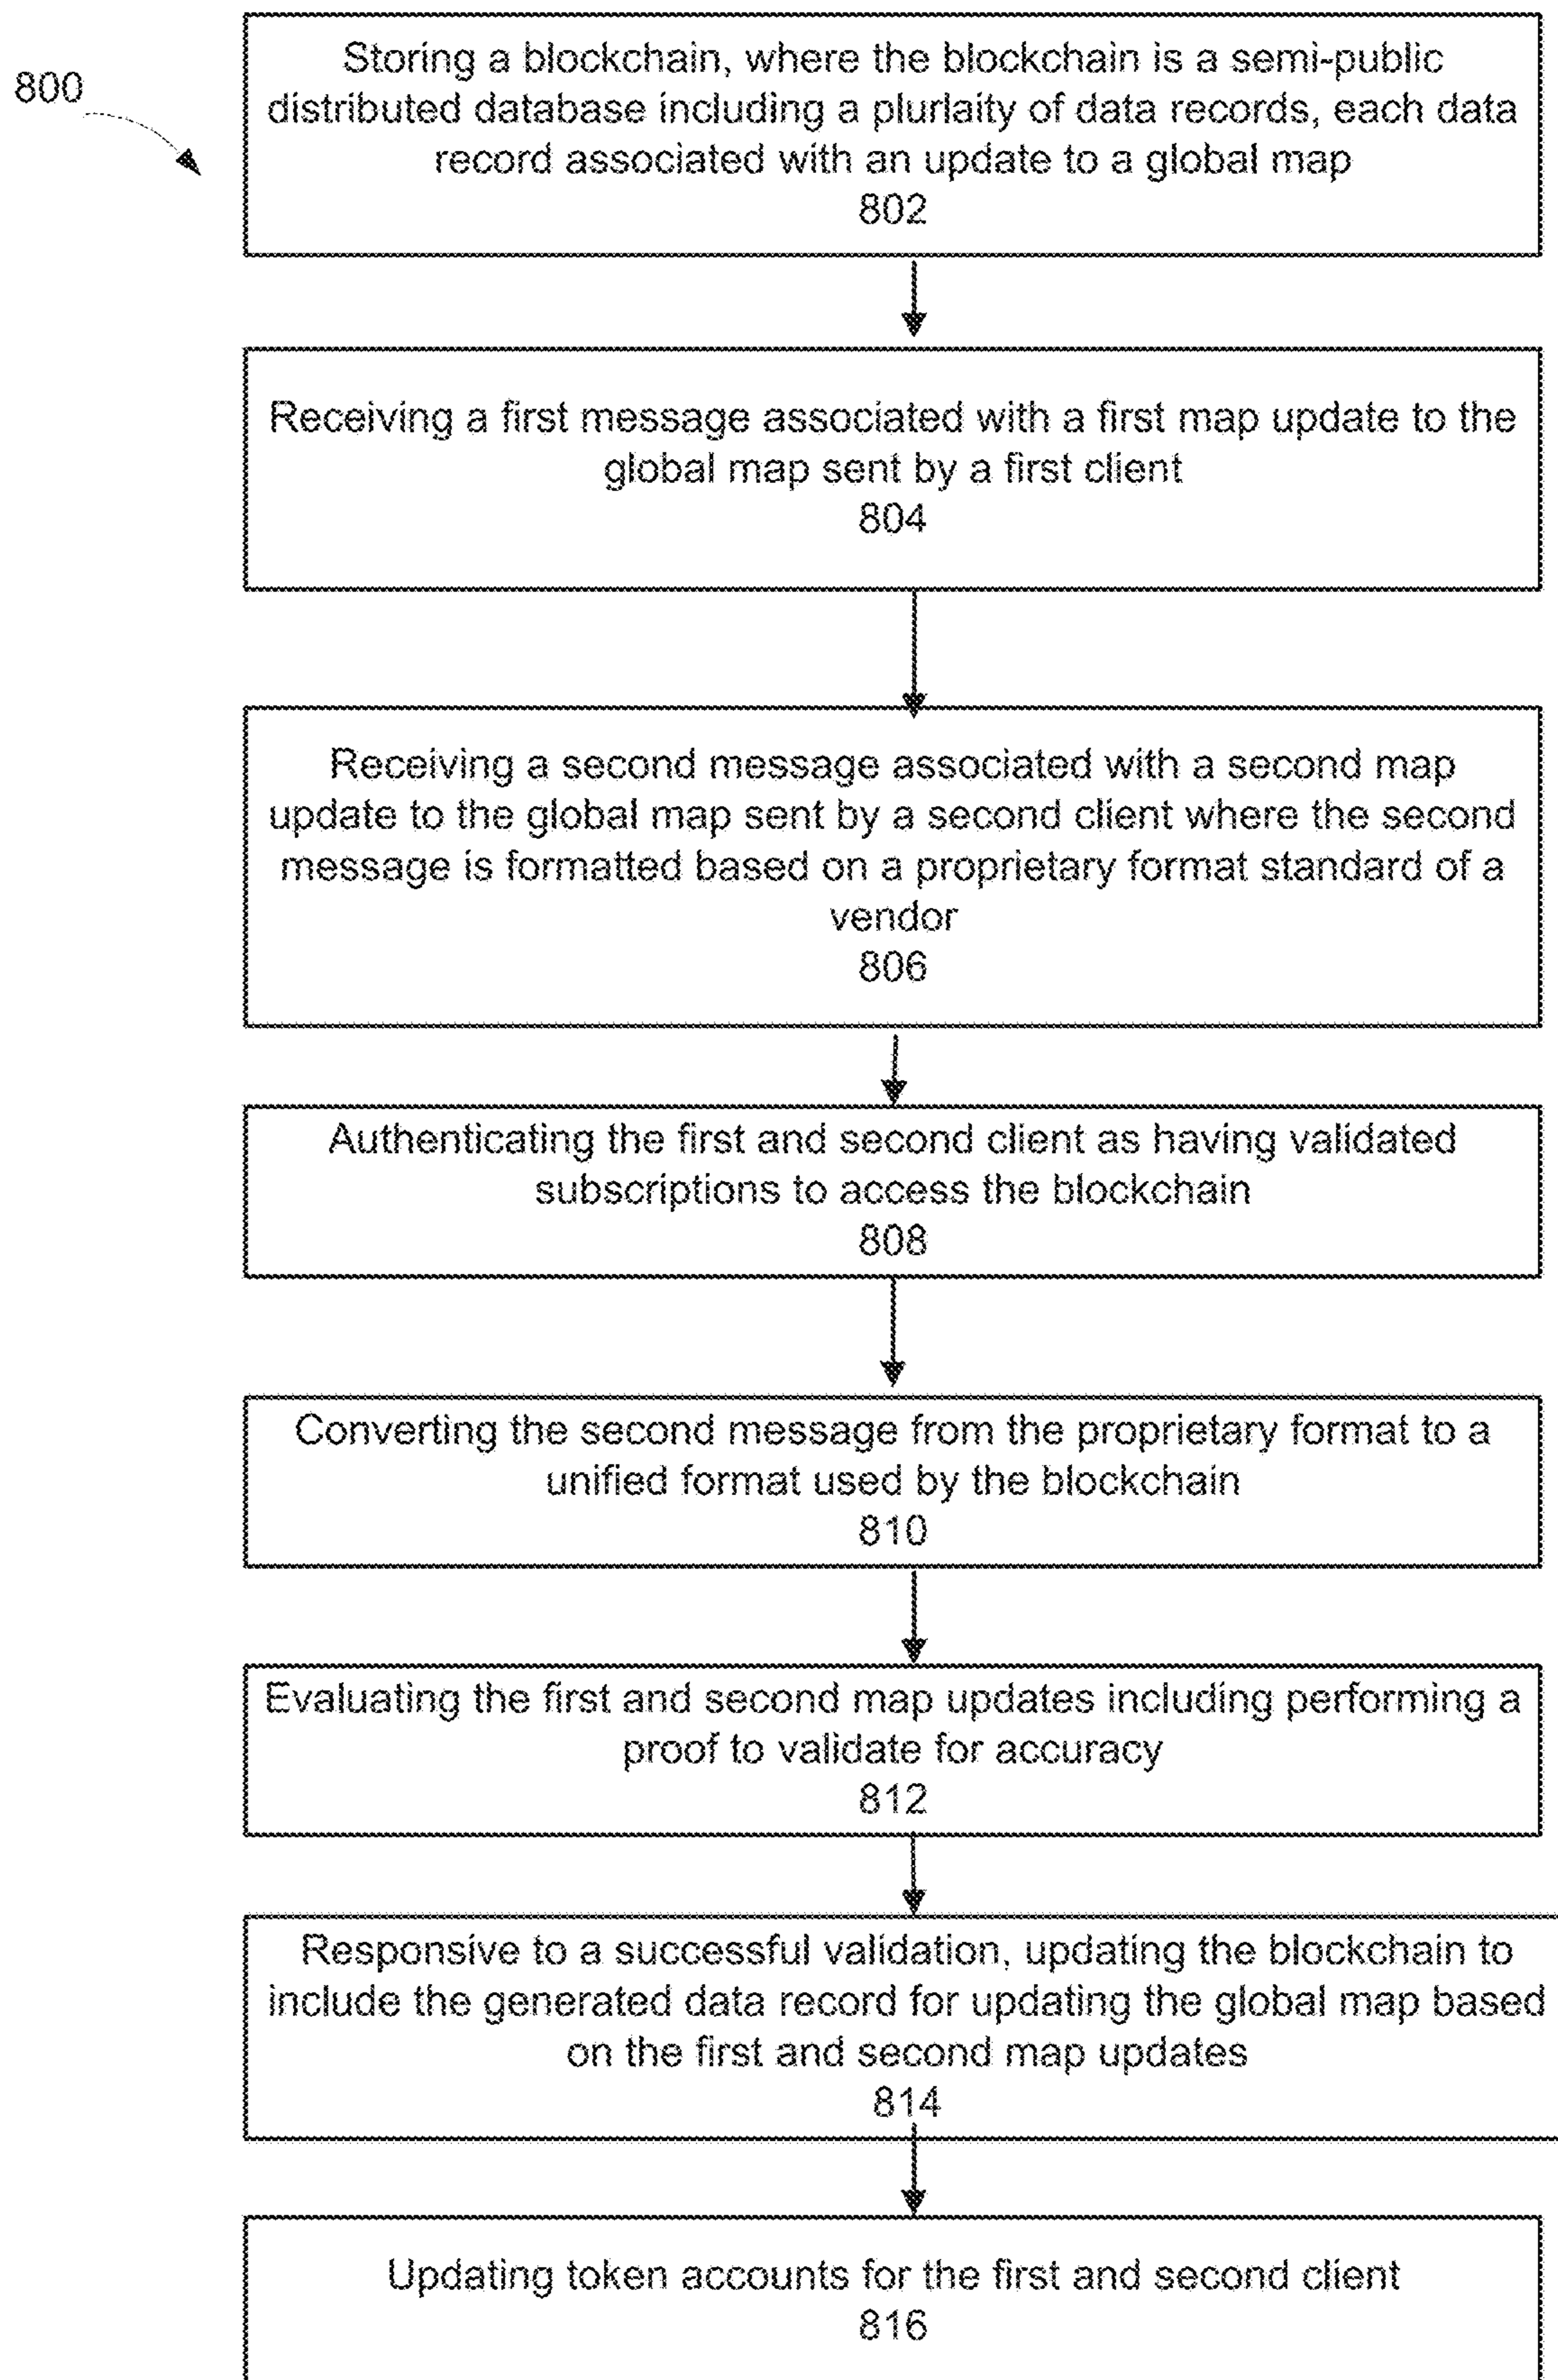 800
Storing a blockchain, where the blockchain is a semi-public
distributed database including a plurlaity of data records, each data
record associated with an update to a global map
802
Receiving a first message associated with a first map update to the
global map sent by a first client
804
Receiving a second message associated with a second map
update to the global map sent by a second client where the second
message is formatted based on a proprietary format standard of a
vendor
806
Authenticating the first and second client as having validated
subscriptions to access the blockchain
808
Converting the second message from the proprietary format to a
unified format used by the blockchain
810
Evaluating the first and second map updates including performing a
proof to validate for accuracy
812
Responsive to a successful validation, updating the blockchain to
include the generated data record for updating the global map based
on the first and second map updates
814
Updating token accounts for the first and second client
816